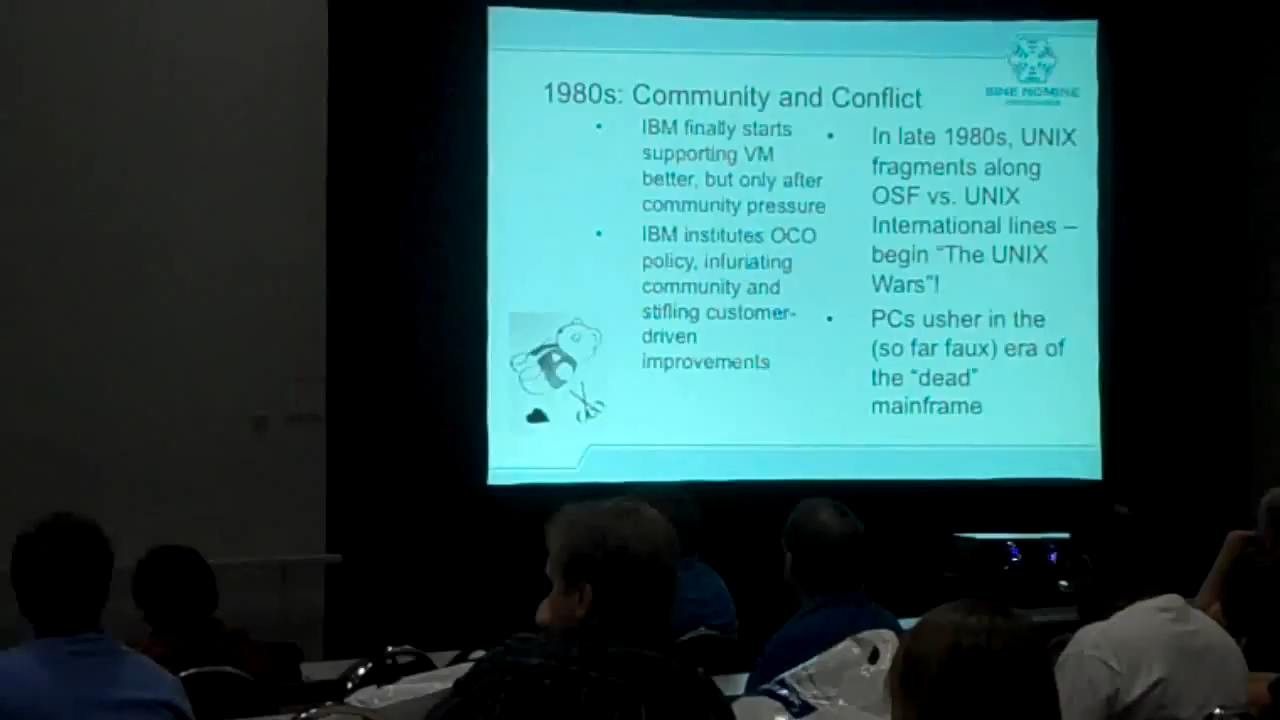 SINE NOMINE
1980s: Community and Conflict
• IBM finally starts
supporting VM
better, but only after
community pressure
• IBM institutes OCO
policy, infuriating
community and
stifling customer-
driven
improvements
• In late 1980s, UNIX
fragments along
OSF vs. UNIX
International lines –
begin “The UNIX
Wars”!
• PCs usher in the
(so far faux) era of
the “dead”
mainframe